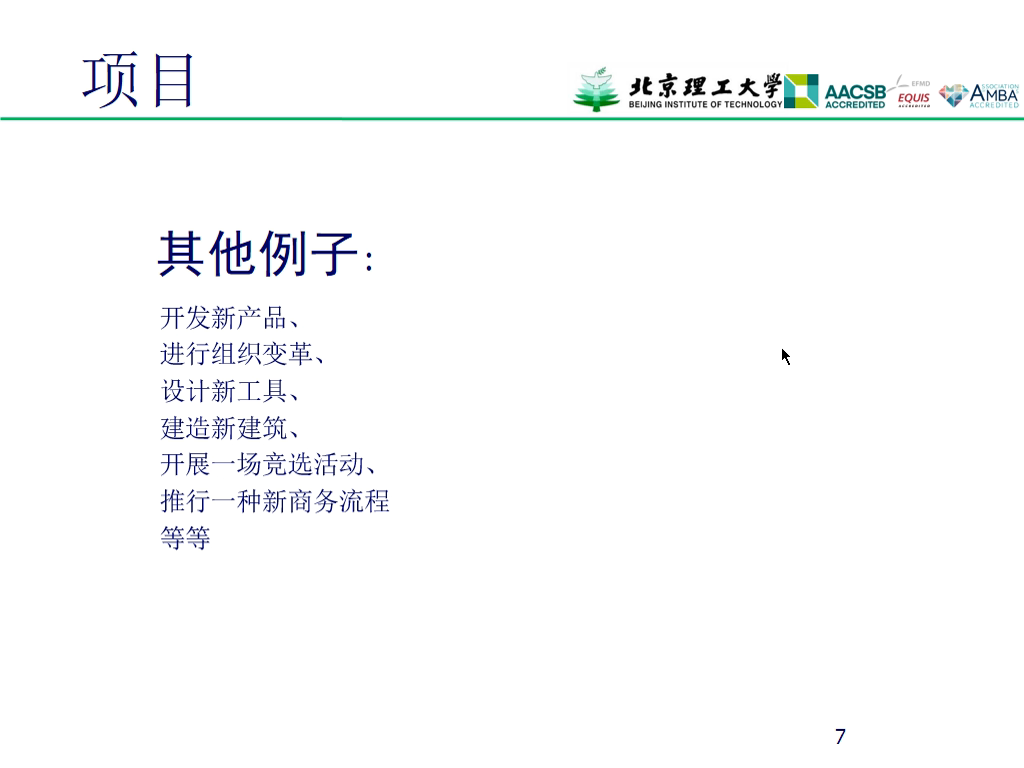 项目
北京理工大学
BEIJING INSTITUTE OF TECHNOLOGY
AACSB
ACCREDITED
EFMD
EQUIS
ACCREDITED
ASSOCIATION
AMBA
ACCREDITED
其他例子：
开发新产品、
进行组织变革、
设计新工具、
建造新建筑、
开展一场竞选活动、
推行一种新商务流程
等等
7